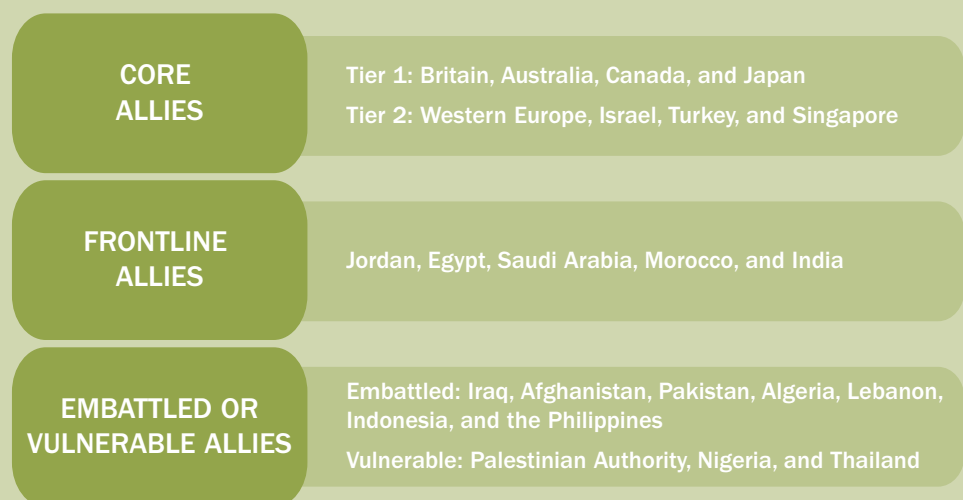 CORE
ALLIES
Tier 1: Britain, Australia, Canada, and Japan
Tier 2: Western Europe, Israel, Turkey, and Singapore
FRONTLINE
ALLIES
Jordan, Egypt, Saudi Arabia, Morocco, and India
EMBATTLED OR
VULNERABLE ALLIES
Embattled: Iraq, Afghanistan, Pakistan, Algeria, Lebanon,
Indonesia, and the Philippines
Vulnerable: Palestinian Authority, Nigeria, and Thailand